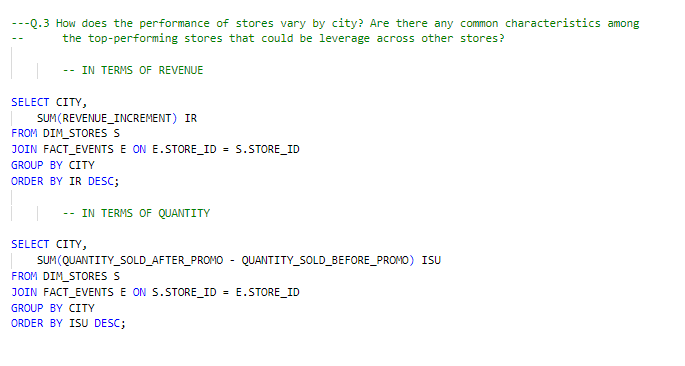 ---Q.3 How does the performance of stores vary by city? Are there any common characteristics among
--      the top-performing stores that could be leverage across other stores?
-- IN TERMS OF REVENUE
SELECT CITY,
SUM(REVENUE_INCREMENT) IR
FROM DIM_STORES S
JOIN FACT_EVENTS E ON E.STORE_ID = S.STORE_ID
GROUP BY CITY
ORDER BY IR DESC;
-- IN TERMS OF QUANTITY
SELECT CITY,
SUM(QUANTITY_SOLD_AFTER_PROMO - QUANTITY_SOLD_BEFORE_PROMO) ISU
FROM DIM_STORES S
JOIN FACT_EVENTS E ON S.STORE_ID = E.STORE_ID
GROUP BY CITY
ORDER BY ISU DESC;